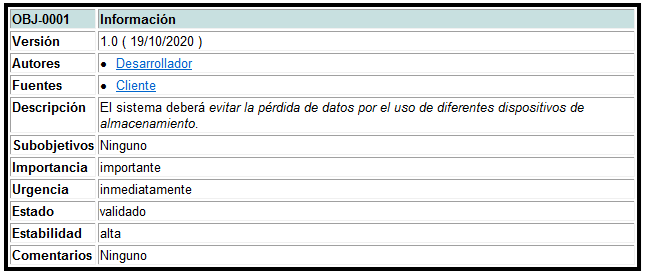 OBJ-0001 Información
Versión 1.0 ( 19/10/2020 )
Autores • Desarrollador
Fuentes • Cliente
Descripción El sistema deberá evitar la pérdida de datos por el uso de diferentes dispositivos de
almacenamiento.
Subobjetivos Ninguno
Importancia importante
Urgencia inmediatamente
Estado validado
Estabilidad alta
Comentarios Ninguno